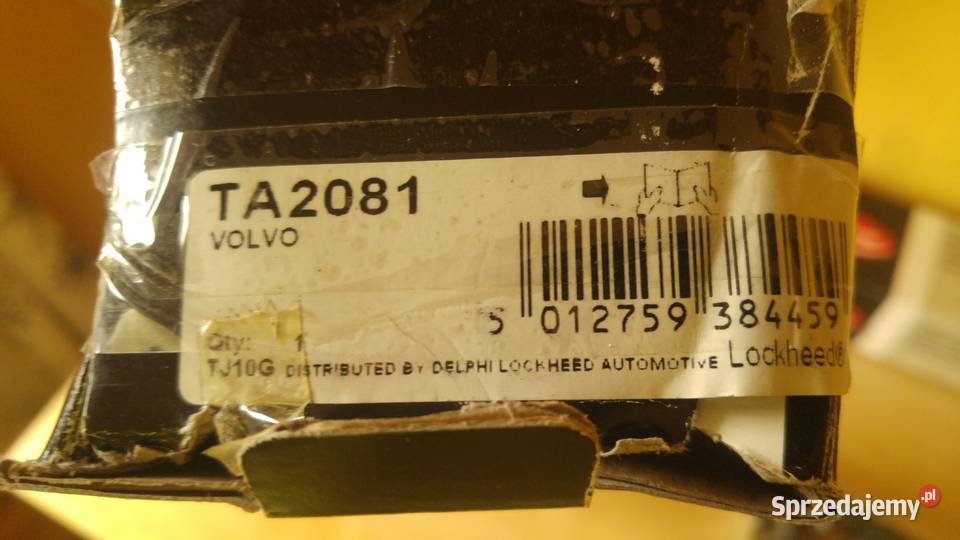 TA2081
VOLVO
5 012759 384459
Qty: 1
TJ10G DISTRIBUTED BY DELPHI LOCKHEED AUTOMOTIVE Lockheed®
Sprzedajemy.pl